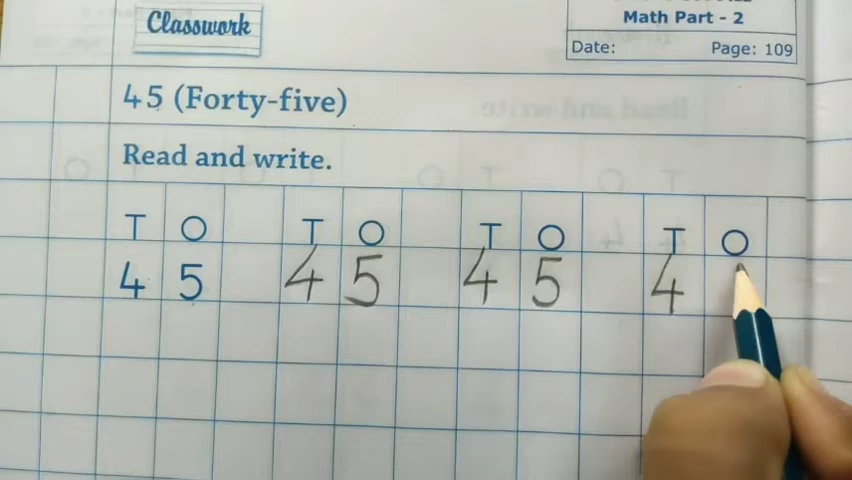 Classwork
Math Part - 2
Date: Page: 109
45 (Forty-five)
Read and write.
T O T O T O T O
4 5 4 5 4 5 4